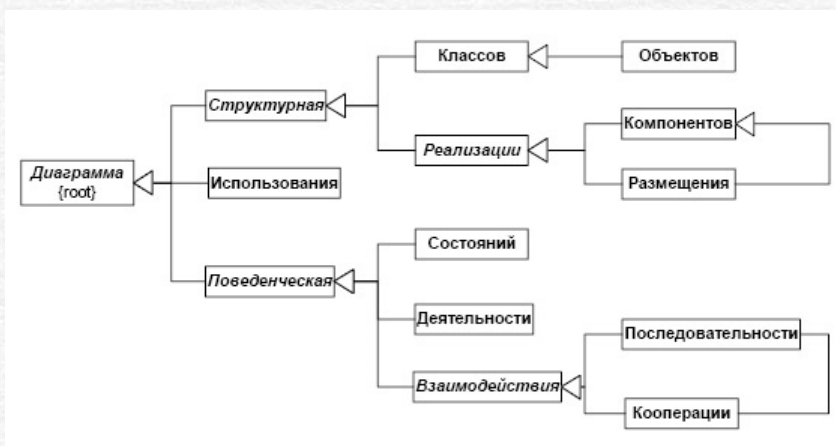 Классов
Объектов
Структурная
Компонентов
Реализации
Диаграмма
{root}
Использования
Размещения
Состояний
Поведенческая
Деятельности
Последовательности
Взаимодействия
Кооперации